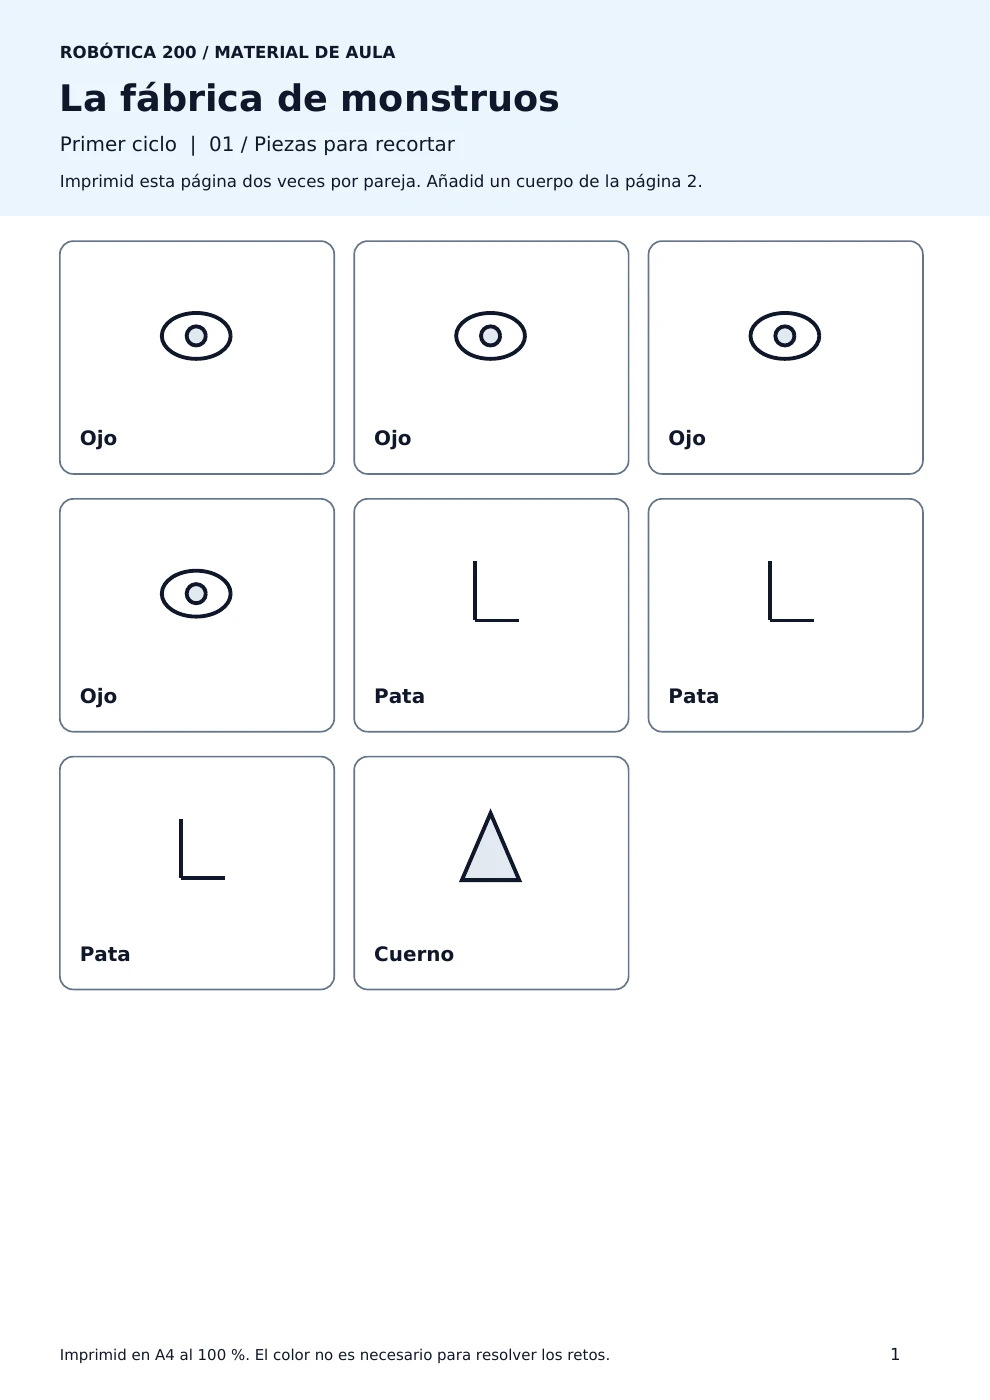 ROBÓTICA 200 / MATERIAL DE AULA
La fábrica de monstruos
Primer ciclo | 01 / Piezas para recortar
Imprimid esta página dos veces por pareja. Añadid un cuerpo de la página 2.
Ojo
Ojo
Ojo
Ojo
Pata
Pata
Pata
Cuerno
Imprimid en A4 al 100 %. El color no es necesario para resolver los retos.
1